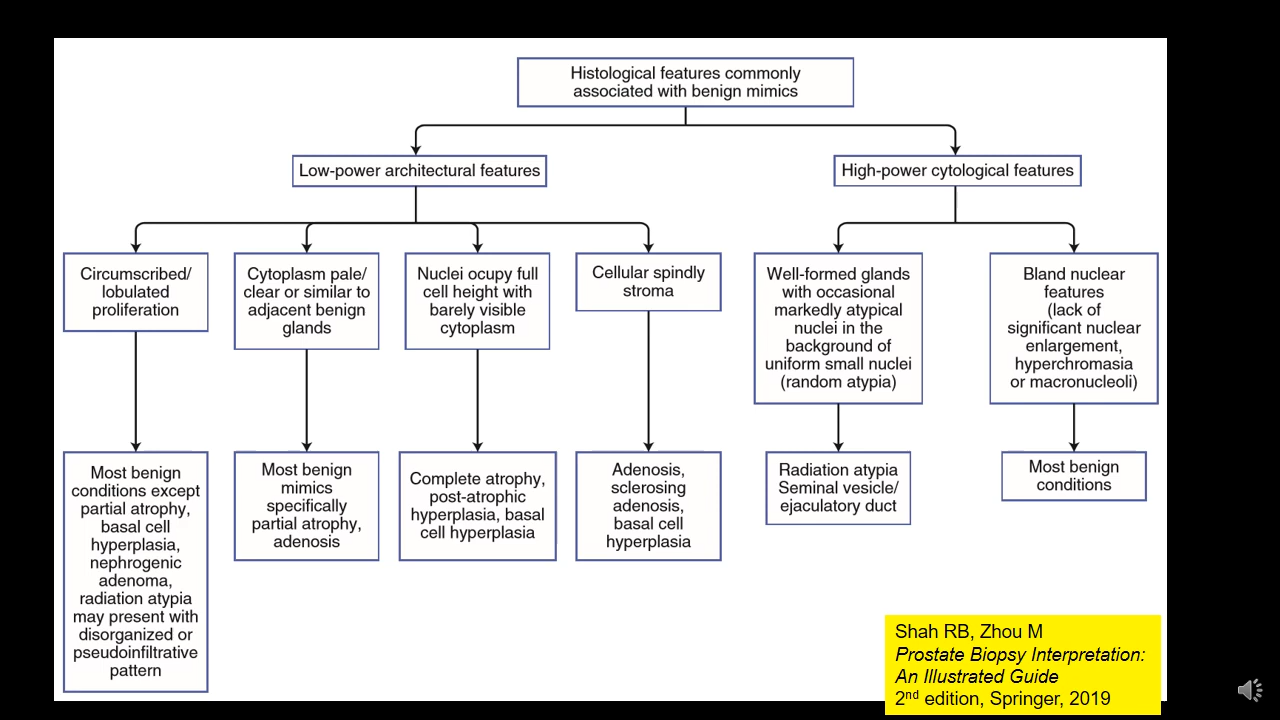 Histological features commonly
associated with benign mimics
Low-power architectural features
High-power cytological features
Circumscribed/
lobulated
proliferation
Cytoplasm pale/
clear or similar to
adjacent benign
glands
Nuclei ocupy full
cell height with
barely visible
cytoplasm
Cellular spindly
stroma
Well-formed glands
with occasional
markedly atypical
nuclei in the
background of
uniform small nuclei
(random atypia)
Bland nuclear
features
(lack of
significant nuclear
enlargement,
hyperchromasia
or macronucleoli)
Most benign
conditions except
partial atrophy,
basal cell
hyperplasia,
nephrogenic
adenoma,
radiation atypia
may present with
disorganized or
pseudoinfiltrative
pattern
Most benign
mimics
specifically
partial atrophy,
adenosis
Complete atrophy,
post-atrophic
hyperplasia, basal
cell hyperplasia
Adenosis,
sclerosing
adenosis,
basal cell
hyperplasia
Radiation atypia
Seminal vesicle/
ejaculatory duct
Most benign
conditions
Shah RB, Zhou M
Prostate Biopsy Interpretation:
An Illustrated Guide
2nd edition, Springer, 2019